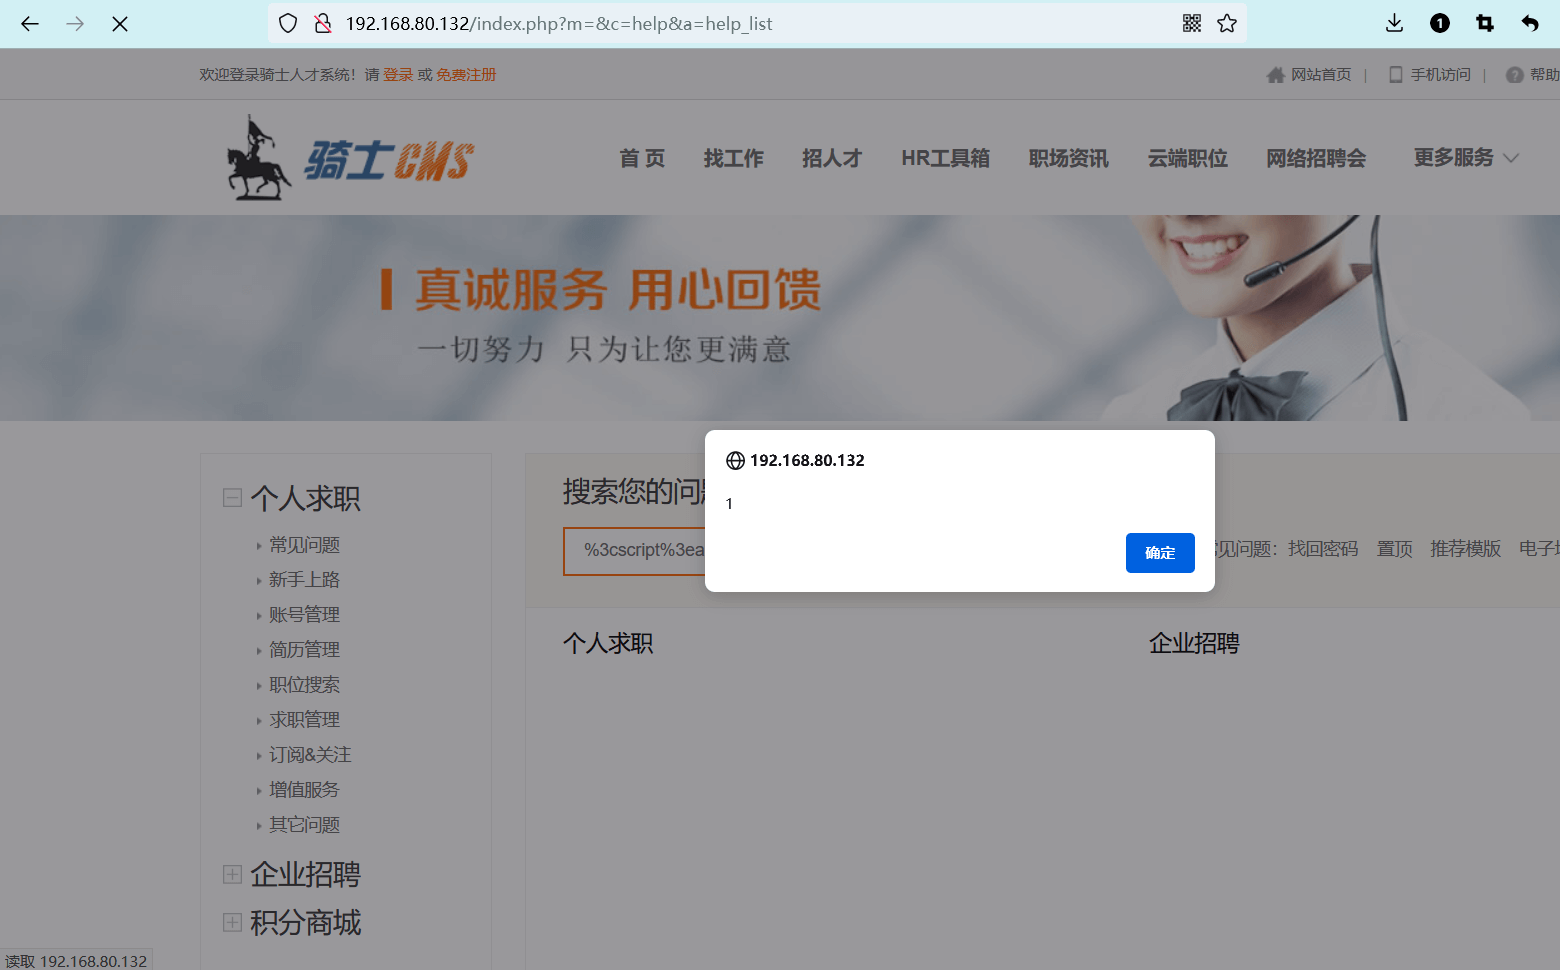 192.168.80.132/index.php?m=&c=help&a=help_list
1
欢迎登录骑士人才系统！请 登录 或 免费注册
网站首页 | 手机访问 | 帮助
骑士CMS
首 页 找工作 招人才 HR工具箱 职场资讯 云端职位 网络招聘会 更多服务
真诚服务 用心回馈
一切努力 只为让您更满意
192.168.80.132
1
确定
个人求职
常见问题
新手上路
账号管理
简历管理
职位搜索
求职管理
订阅&关注
增值服务
其它问题
企业招聘
积分商城
搜索您的问
%3cscript%3ea
见问题：找回密码 置顶 推荐模版 电子
个人求职
企业招聘
读取 192.168.80.132